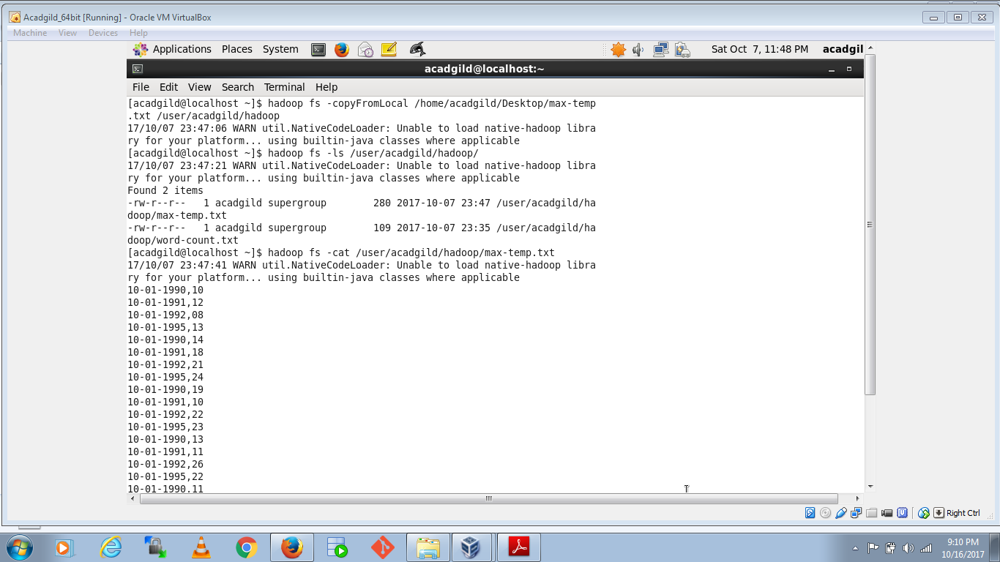 Acadgild_64bit [Running] - Oracle VM VirtualBox
Machine View Devices Help
Applications Places System Sat Oct 7, 11:48 PM acadgil
acadgild@localhost:~
File Edit View Search Terminal Help
[acadgild@localhost ~]$ hadoop fs -copyFromLocal /home/acadgild/Desktop/max-temp
.txt /user/acadgild/hadoop
17/10/07 23:47:06 WARN util.NativeCodeLoader: Unable to load native-hadoop libra
ry for your platform... using builtin-java classes where applicable
[acadgild@localhost ~]$ hadoop fs -ls /user/acadgild/hadoop/
17/10/07 23:47:21 WARN util.NativeCodeLoader: Unable to load native-hadoop libra
ry for your platform... using builtin-java classes where applicable
Found 2 items
-rw-r--r--   1 acadgild supergroup        280 2017-10-07 23:47 /user/acadgild/ha
doop/max-temp.txt
-rw-r--r--   1 acadgild supergroup        109 2017-10-07 23:35 /user/acadgild/ha
doop/word-count.txt
[acadgild@localhost ~]$ hadoop fs -cat /user/acadgild/hadoop/max-temp.txt
17/10/07 23:47:41 WARN util.NativeCodeLoader: Unable to load native-hadoop libra
ry for your platform... using builtin-java classes where applicable
10-01-1990,10
10-01-1991,12
10-01-1992,08
10-01-1995,13
10-01-1990,14
10-01-1991,18
10-01-1992,21
10-01-1995,24
10-01-1990,19
10-01-1991,10
10-01-1992,22
10-01-1995,23
10-01-1990,13
10-01-1991,11
10-01-1992,26
10-01-1995,22
10-01-1990,11
Right Ctrl
9:10 PM
10/16/2017